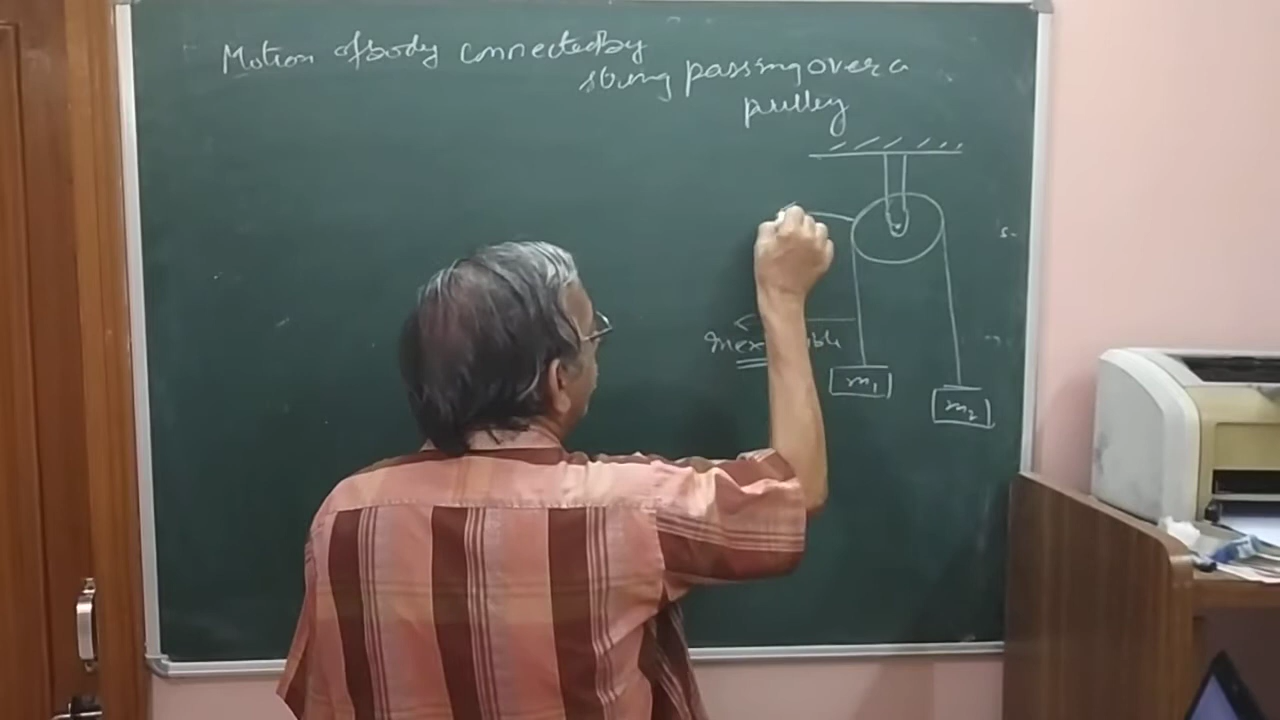 Motion of body connected by
string passing over a
pulley
m1
m2